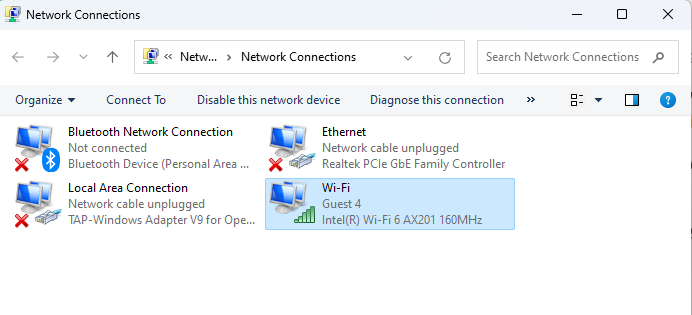 Network Connections
Netw... Network Connections
Search Network Connections
Organize Connect To Disable this network device Diagnose this connection
Bluetooth Network Connection
Not connected
Bluetooth Device (Personal Area ...
Ethernet
Network cable unplugged
Realtek PCIe GbE Family Controller
Local Area Connection
Network cable unplugged
TAP-Windows Adapter V9 for Ope...
Wi-Fi
Guest 4
Intel(R) Wi-Fi 6 AX201 160MHz